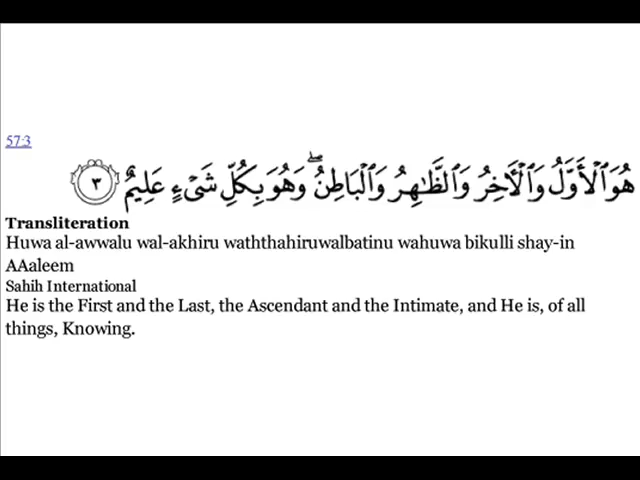 57:3
هُوَ ٱلْأَوَّلُ وَٱلْـَٔاخِرُ وَٱلظَّـٰهِرُ وَٱلْبَاطِنُ ۖ وَهُوَ بِكُلِّ شَىْءٍ عَلِيمٌ ٣
Transliteration
Huwa al-awwalu wal-akhiru waththahiruwalbatinu wahuwa bikulli shay-in
AAaleem
Sahih International
He is the First and the Last, the Ascendant and the Intimate, and He is, of all
things, Knowing.